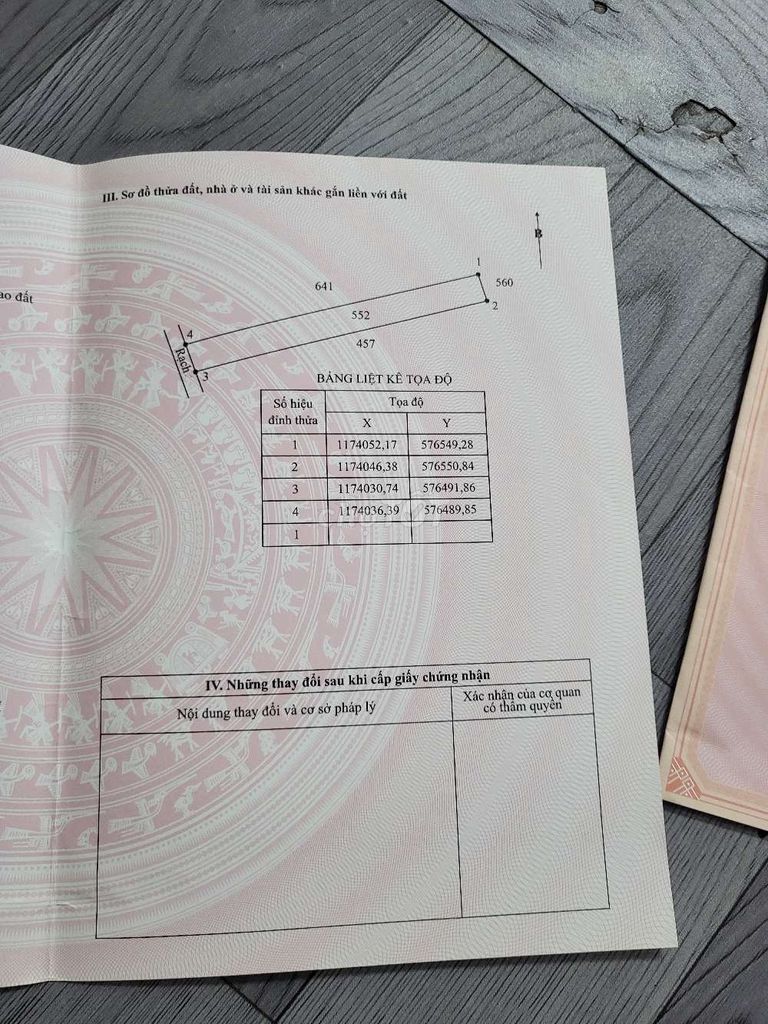 III. Sơ đồ thửa đất, nhà ở và tài sản khác gắn liền với đất
ao đất
B
1
641
560
2
552
4
457
Rạch
3
BẢNG LIỆT KÊ TỌA ĐỘ
Số hiệu đỉnh thửa Tọa độ
X Y
1 1174052,17 576549,28
2 1174046,38 576550,84
3 1174030,74 576491,86
4 1174036,39 576489,85
1
IV. Những thay đổi sau khi cấp giấy chứng nhận
Nội dung thay đổi và cơ sở pháp lý
Xác nhận của cơ quan
có thẩm quyền